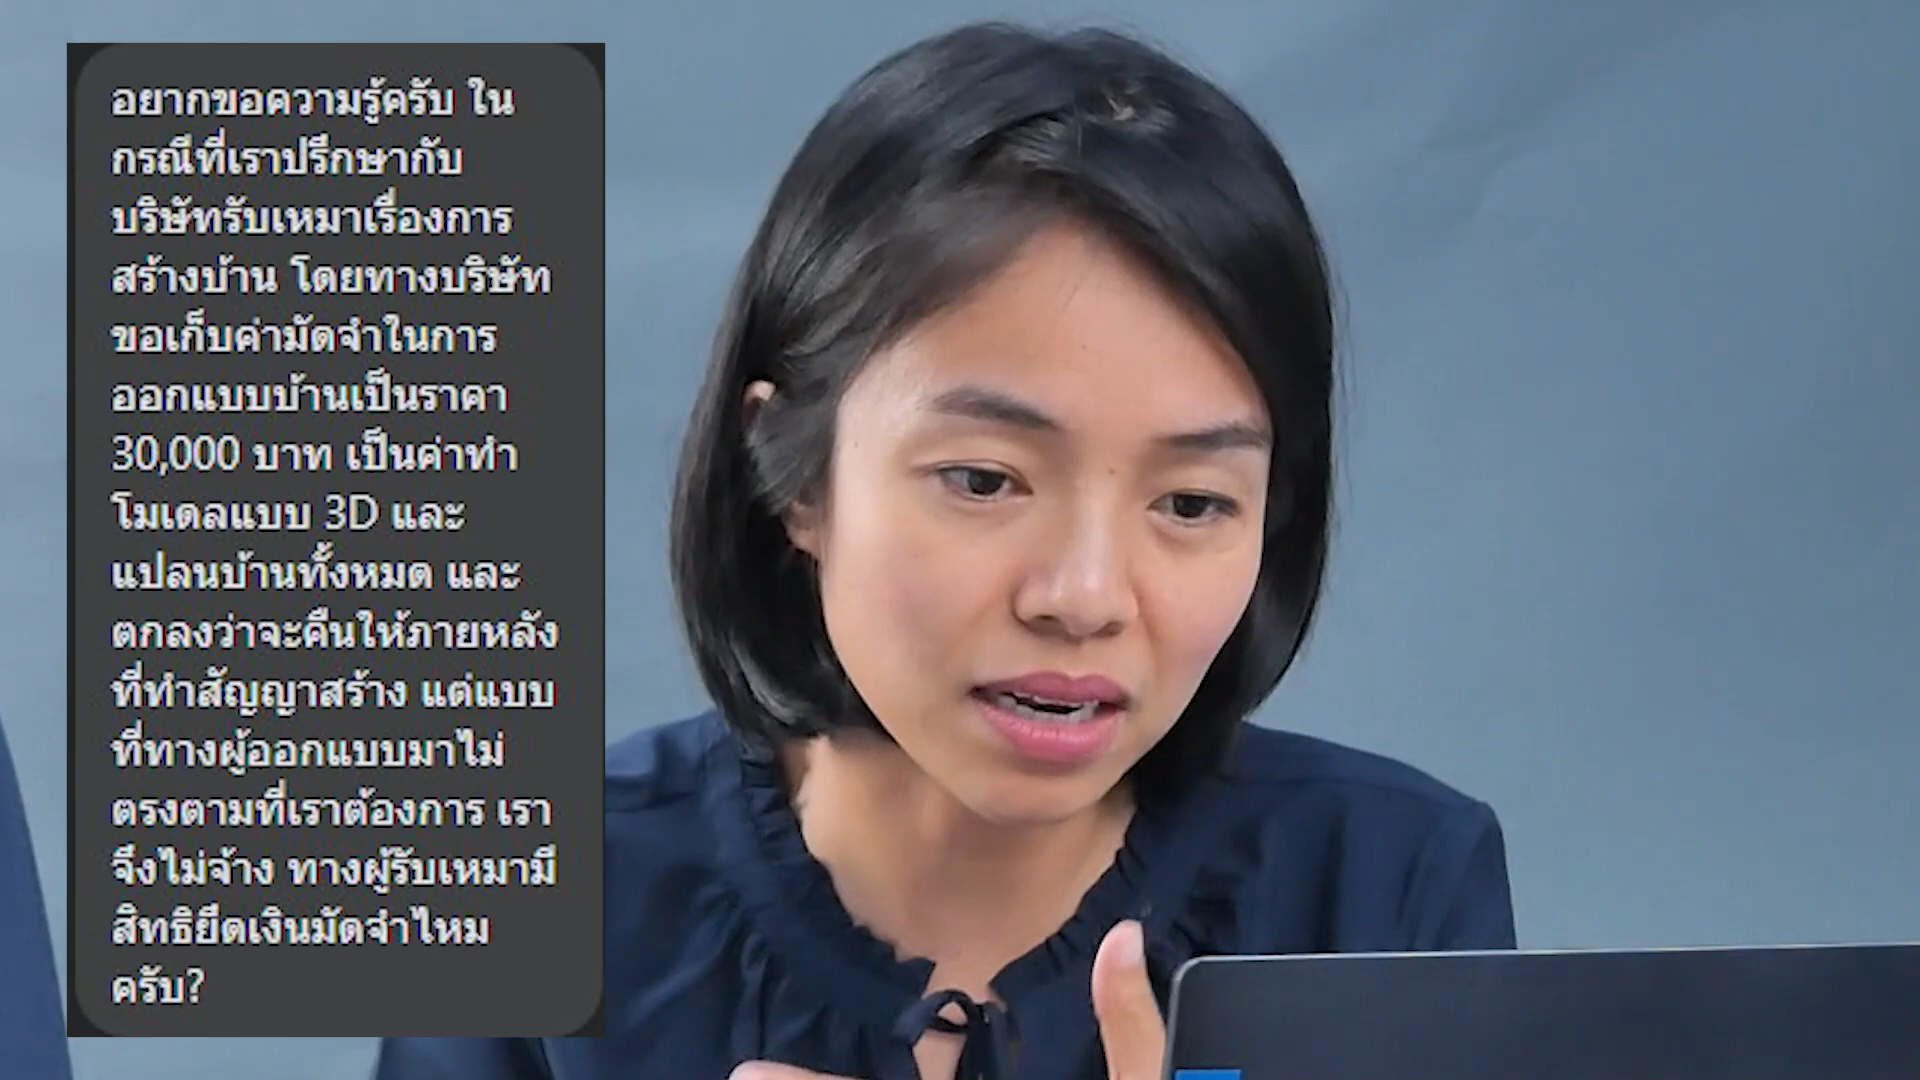 อยากขอความรู้ครับ ใน
กรณีที่เราปรึกษากับ
บริษัทรับเหมาเรื่องการ
สร้างบ้าน โดยทางบริษัท
ขอเก็บค่ามัดจำในการ
ออกแบบบ้านเป็นราคา
30,000 บาท เป็นค่าทำ
โมเดลแบบ 3D และ
แปลนบ้านทั้งหมด และ
ตกลงว่าจะคืนให้ภายหลัง
ที่ทำสัญญาสร้าง แต่แบบ
ที่ทางผู้ออกแบบมาไม่
ตรงตามที่เราต้องการ เรา
จึงไม่จ้าง ทางผู้รับเหมามี
สิทธิยึดเงินมัดจำไหม
ครับ?